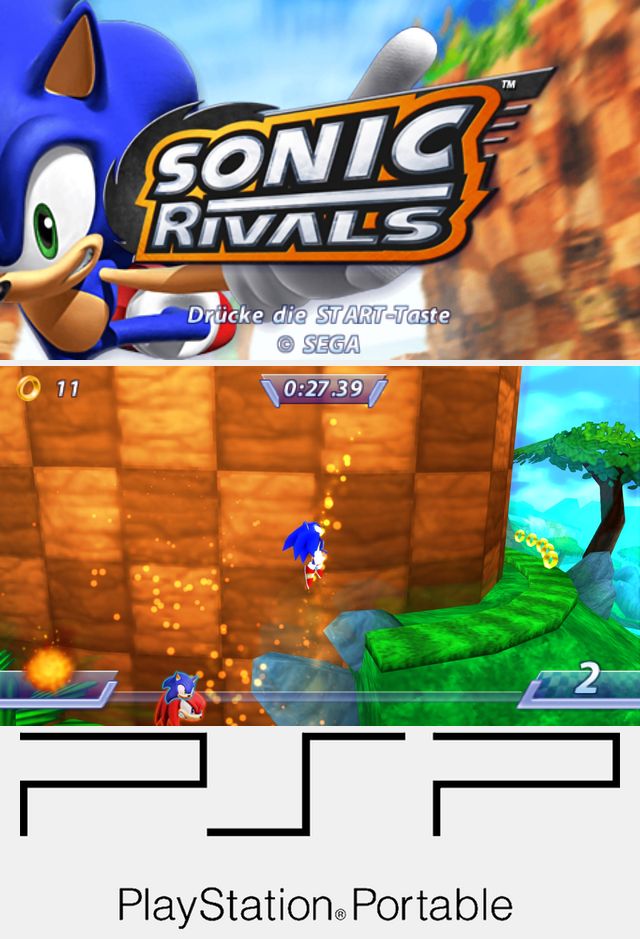 SONIC
RIVALS
TM
Drücke die START-Taste
© SEGA
11
0:27.39
2
PSP
PlayStation®Portable